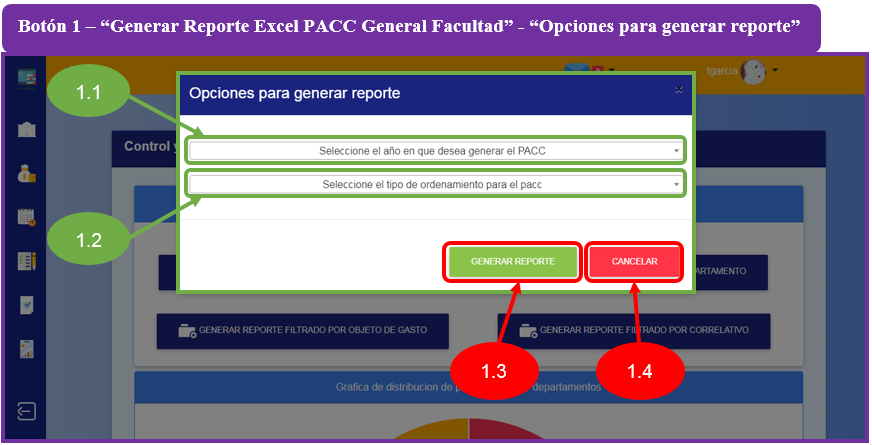 Botón 1 – “Generar Reporte Excel PACC General Facultad” - “Opciones para generar reporte”
tgarcia
1.1
Opciones para generar reporte
×
Control y
Seleccione el año en que desea generar el PACC
Seleccione el tipo de ordenamiento para el pacc
1.2
GENERAR REPORTE
CANCELAR
ARTAMENTO
GENERAR REPORTE FILTRADO POR OBJETO DE GASTO
GENERAR REPORTE FILTRADO POR CORRELATIVO
1.3
1.4
Grafica de distribucion de p
departamentos